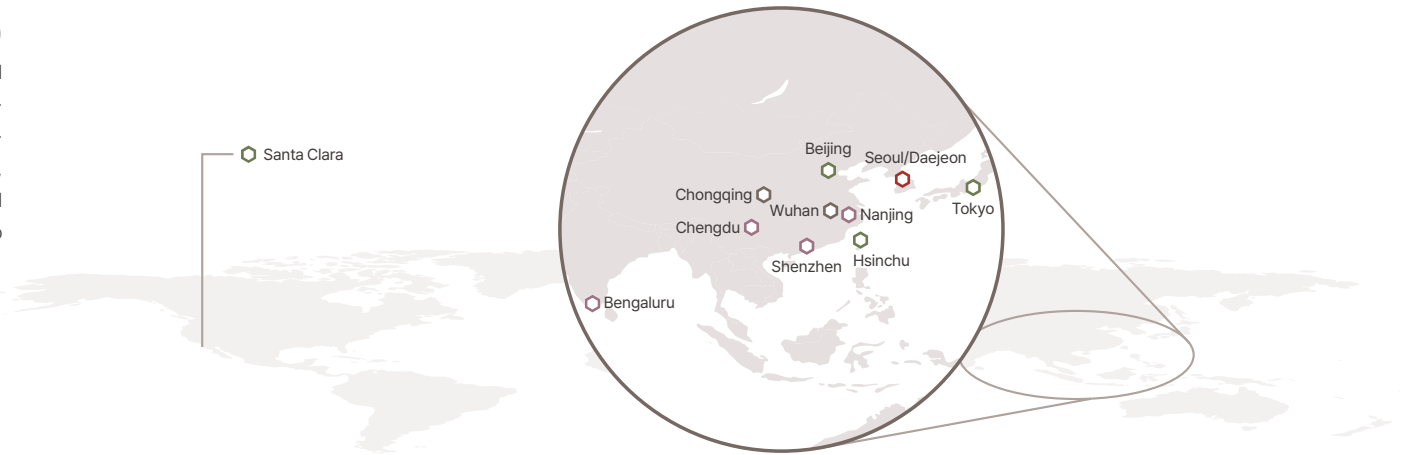 Santa Clara
Beijing
Seoul/Daejeon
Chongqing
Wuhan
Nanjing
Tokyo
Chengdu
Shenzhen
Hsinchu
Bengaluru